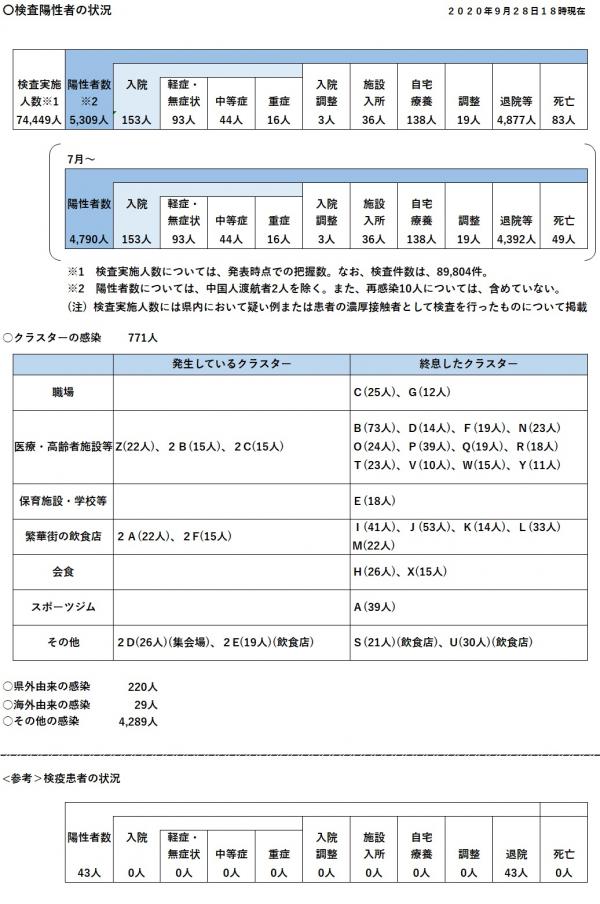 〇検査陽性者の状況
２０２０年９月２８日１８時現在
検査実施人数※1 陽性者数※2 入院 軽症・無症状 中等症 重症 入院調整 施設入所 自宅療養 調整 退院等 死亡
74,449人 5,309人 153人 93人 44人 16人 3人 36人 138人 19人 4,877人 83人
7月～
陽性者数 入院 軽症・無症状 中等症 重症 入院調整 施設入所 自宅療養 調整 退院等 死亡
4,790人 153人 93人 44人 16人 3人 36人 138人 19人 4,392人 49人
※1 検査実施人数については、発表時点での把握数。なお、検査件数は、89,804件。
※2 陽性者数については、中国人渡航者2人を除く。また、再感染10人については、含めていない。
（注）検査実施人数には県内において疑い例または患者の濃厚接触者として検査を行ったものについて掲載
〇クラスターの感染 771人
発生しているクラスター 終息したクラスター
職場 Ｃ(25人)、Ｇ(12人)
医療・高齢者施設等 Z(22人)、２Ｂ(15人)、２C(15人)
Ｂ(73人)、Ｄ(14人)、Ｆ(19人)、Ｎ(23人)
Ｏ(24人)、Ｐ(39人)、Q(19人)、Ｒ(18人)
Ｔ(23人)、Ｖ(10人)、W(15人)、Ｙ(11人)
保育施設・学校等 Ｅ(18人)
繁華街の飲食店 ２Ａ(22人)、２F(15人)
Ｉ(41人)、Ｊ(53人)、Ｋ(14人)、Ｌ(33人)
Ｍ(22人)
会食 Ｈ(26人)、Ｘ(15人)
スポーツジム Ａ(39人)
その他 ２Ｄ(26人)(集会場)、２Ｅ(19人)(飲食店) Ｓ(21人)(飲食店)、Ｕ(30人)(飲食店)
〇県外由来の感染 220人
〇海外由来の感染 29人
〇その他の感染 4,289人
<参考＞検疫患者の状況
陽性者数 入院 軽症・無症状 中等症 重症 入院調整 施設入所 自宅療養 調整 退院 死亡
43人 0人 0人 0人 0人 0人 0人 0人 0人 43人 0人